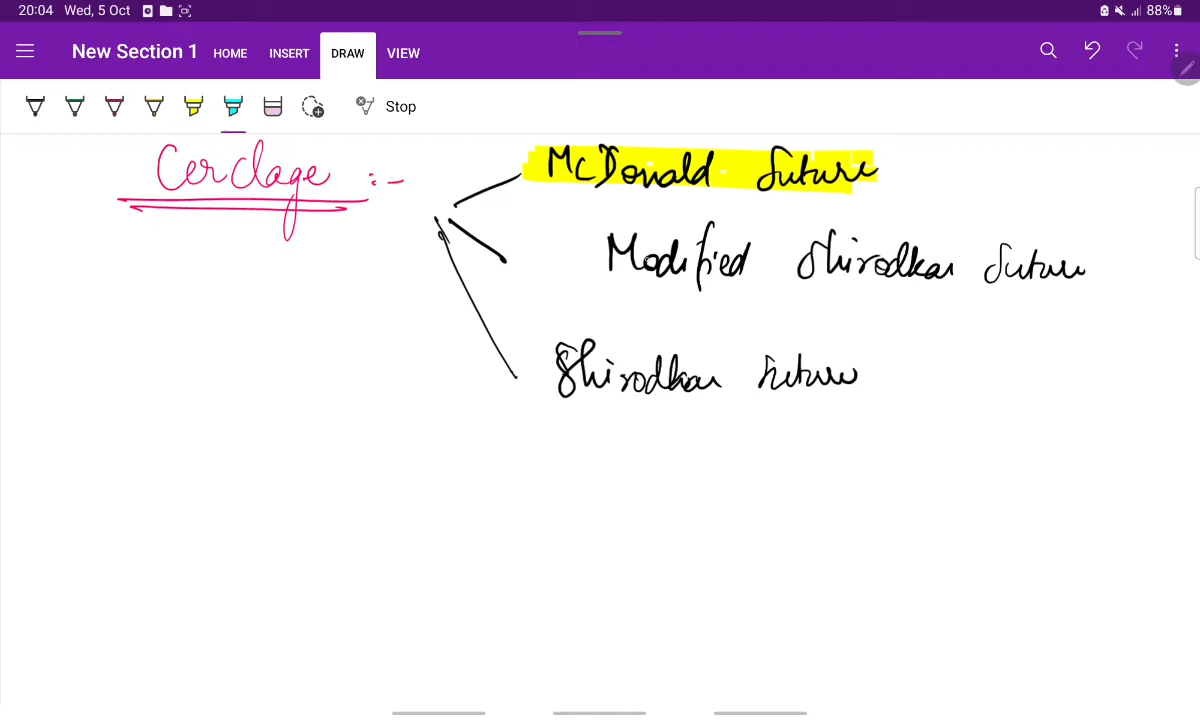 20:04 Wed, 5 Oct 88%
New Section 1 HOME INSERT DRAW VIEW
Stop
Cerclage :-
McDonald Suture
Modified Shirodkar Suture
Shirodkar Suture